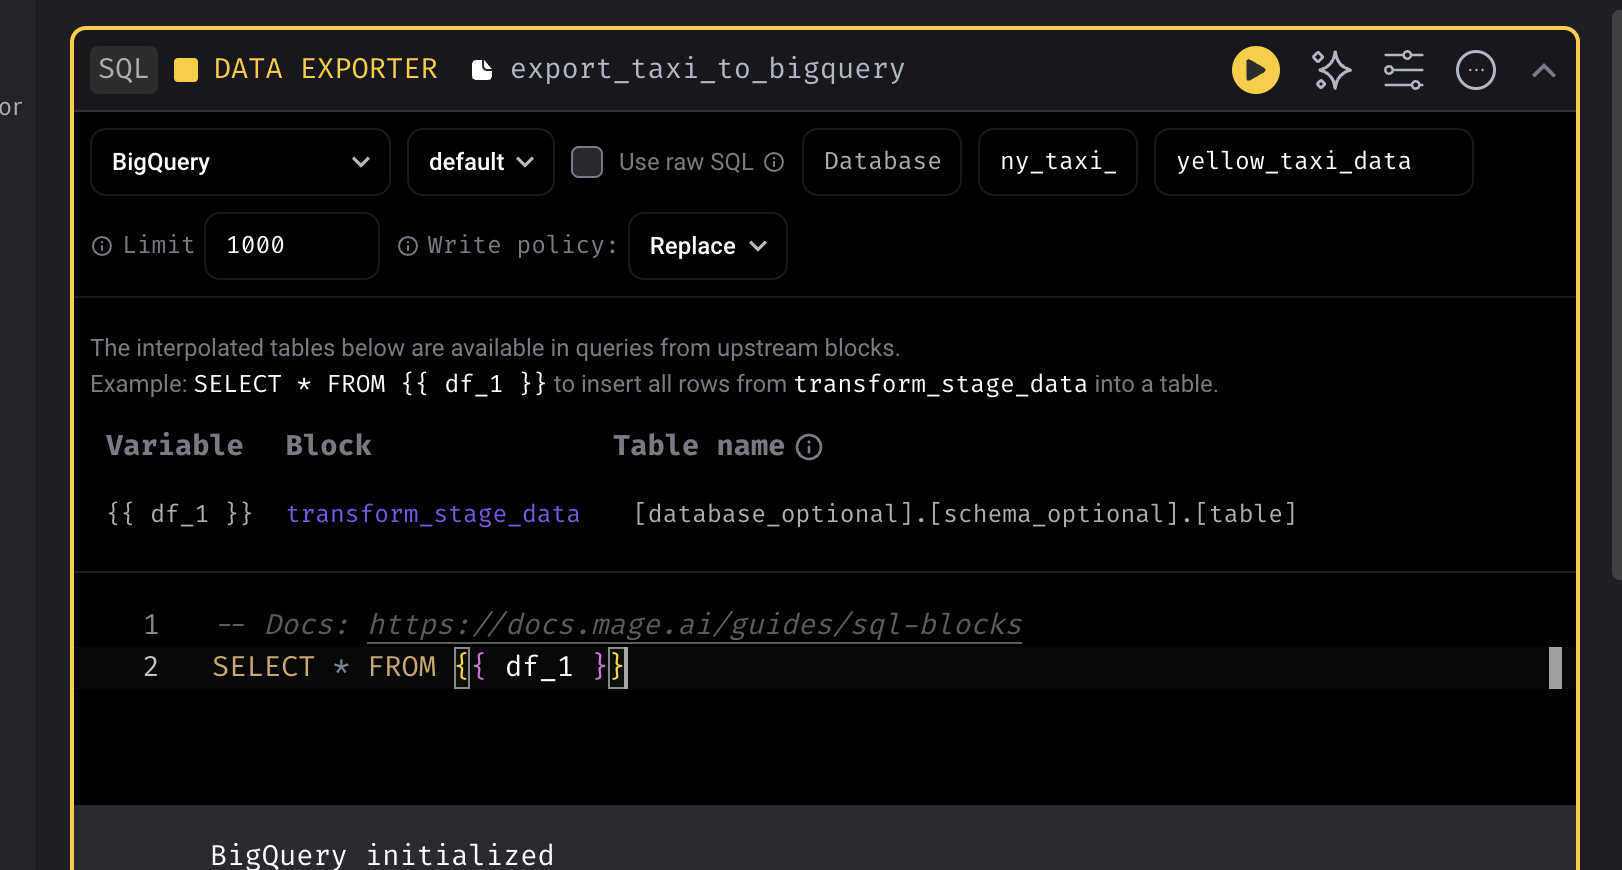 or
SQL DATA EXPORTER export_taxi_to_bigquery
BigQuery default Use raw SQL Database ny_taxi_ yellow_taxi_data
Limit 1000 Write policy: Replace
The interpolated tables below are available in queries from upstream blocks.
Example: SELECT * FROM {{ df_1 }} to insert all rows from transform_stage_data into a table.
Variable Block Table name
{{ df_1 }} transform_stage_data [database_optional].[schema_optional].[table]
1 -- Docs: https://docs.mage.ai/guides/sql-blocks
2 SELECT * FROM {{ df_1 }}
BigQuery initialized